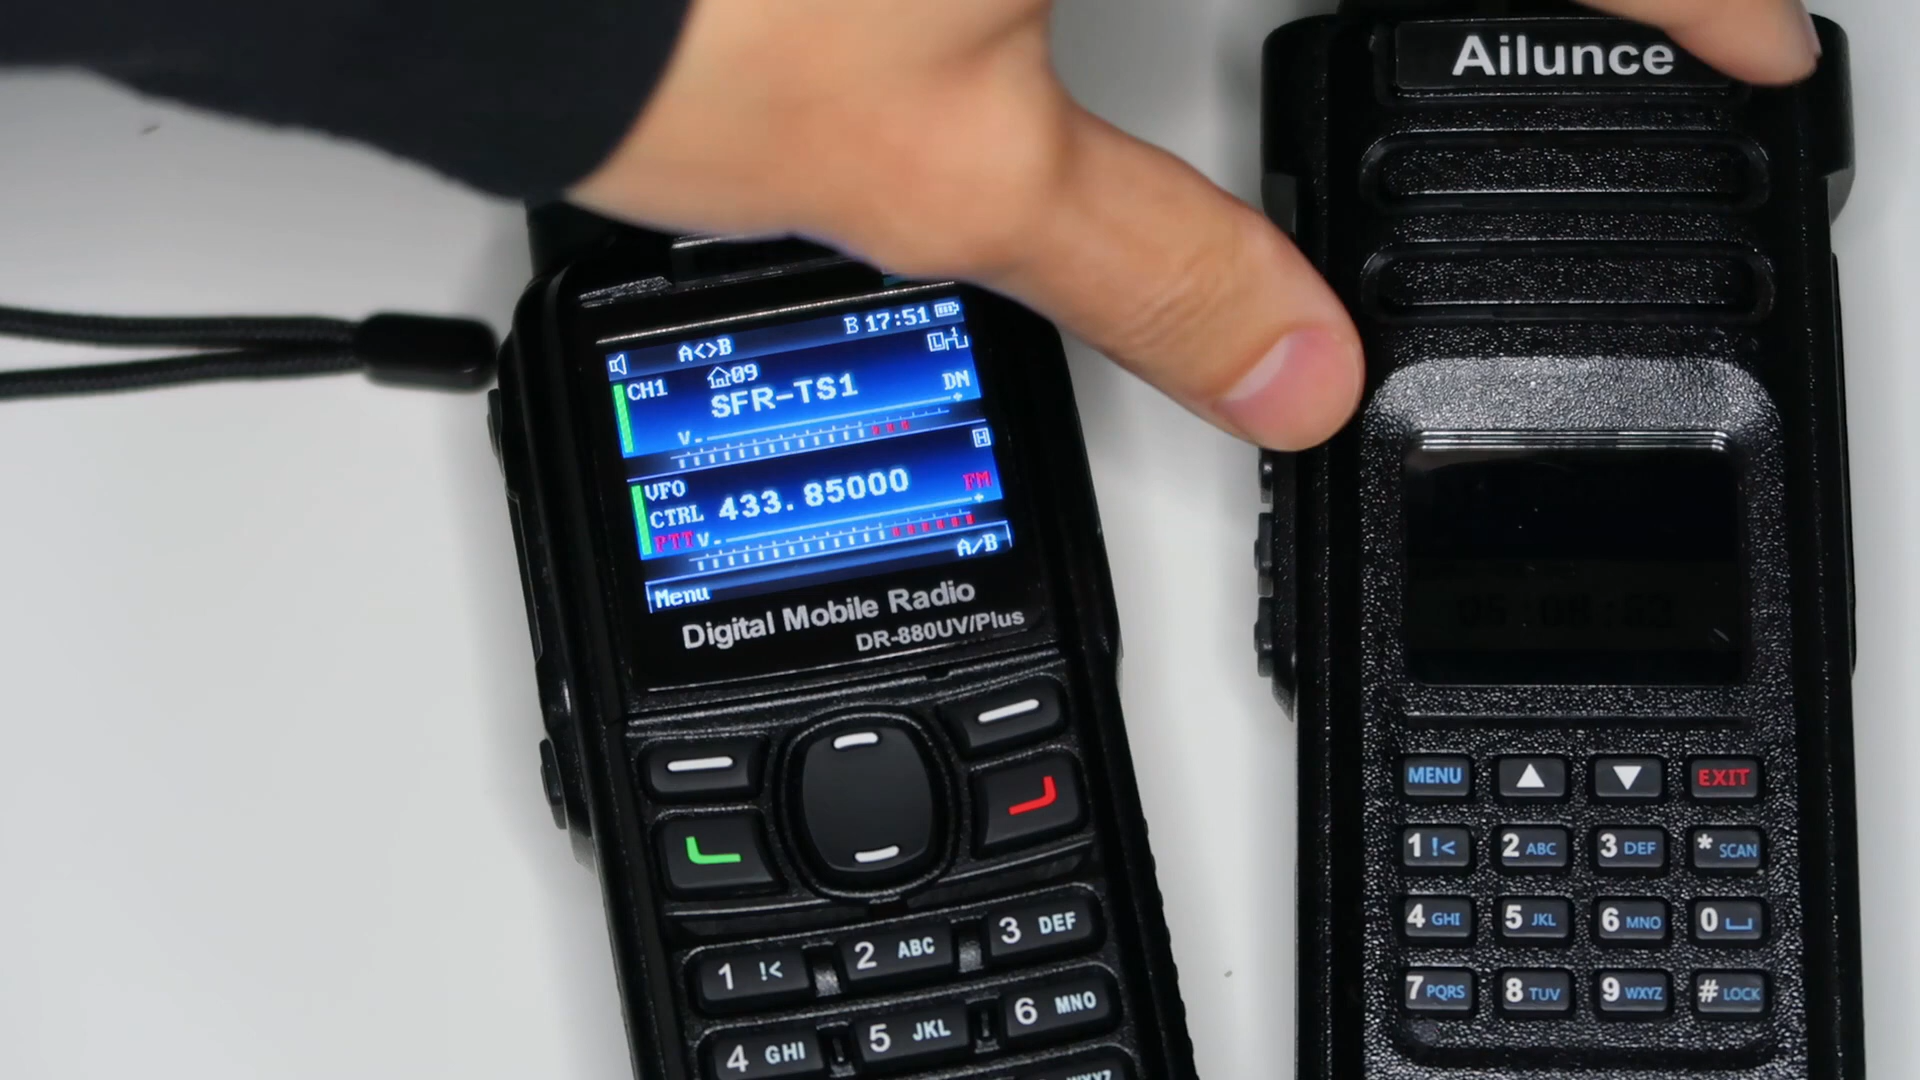 B 17:51
A<>B
CH1 09
SFR-TS1
DN
V.
VFO
CTRL 433.85000 FM
PTT V.
A/B
Menu
Digital Mobile Radio
DR-880UV/Plus
1 !< 2 ABC 3 DEF
4 GHI 5 JKL 6 MNO
WXYZ
Ailunce
MENU ▲ ▼ EXIT
1 !< 2 ABC 3 DEF * SCAN
4 GHI 5 JKL 6 MNO 0
7 PQRS 8 TUV 9 WXYZ # LOCK